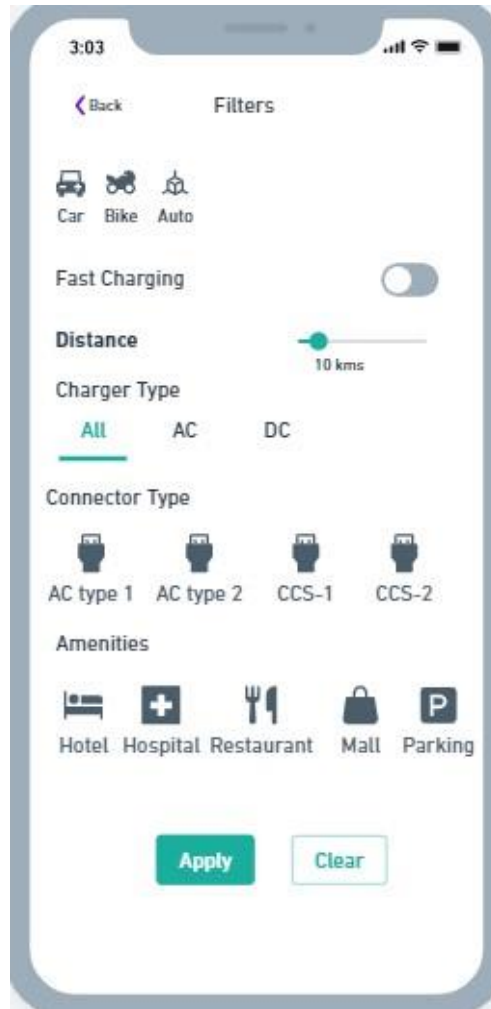 3:03
Back Filters
Car Bike Auto
Fast Charging
Distance
10 kms
Charger Type
All AC DC
Connector Type
AC type 1 AC type 2 CCS-1 CCS-2
Amenities
P
Hotel Hospital Restaurant Mall Parking
Apply Clear